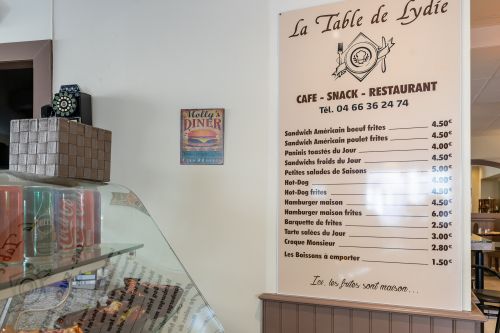 La Table de Lydie
CAFE - SNACK - RESTAURANT
Tél. 04 66 36 24 74
Sandwich Américain boeuf frites 4.50€
Sandwich Américain poulet frites 4.50€
Paninis toastés du Jour 4.00€
Sandwichs froids du Jour 4.50€
Petites salades de Saisons 5.00€
Hot-Dog 4.00€
Hot-Dog frites 4.50€
Hamburger maison 4.50€
Hamburger maison frites 6.00€
Barquette de frites 2.50€
Tarte salées du Jour 3.00€
Croque Monsieur 2.80€
Les Boissons à emporter 1.50€
Ici, les frites sont maison...
Molly's
DINER